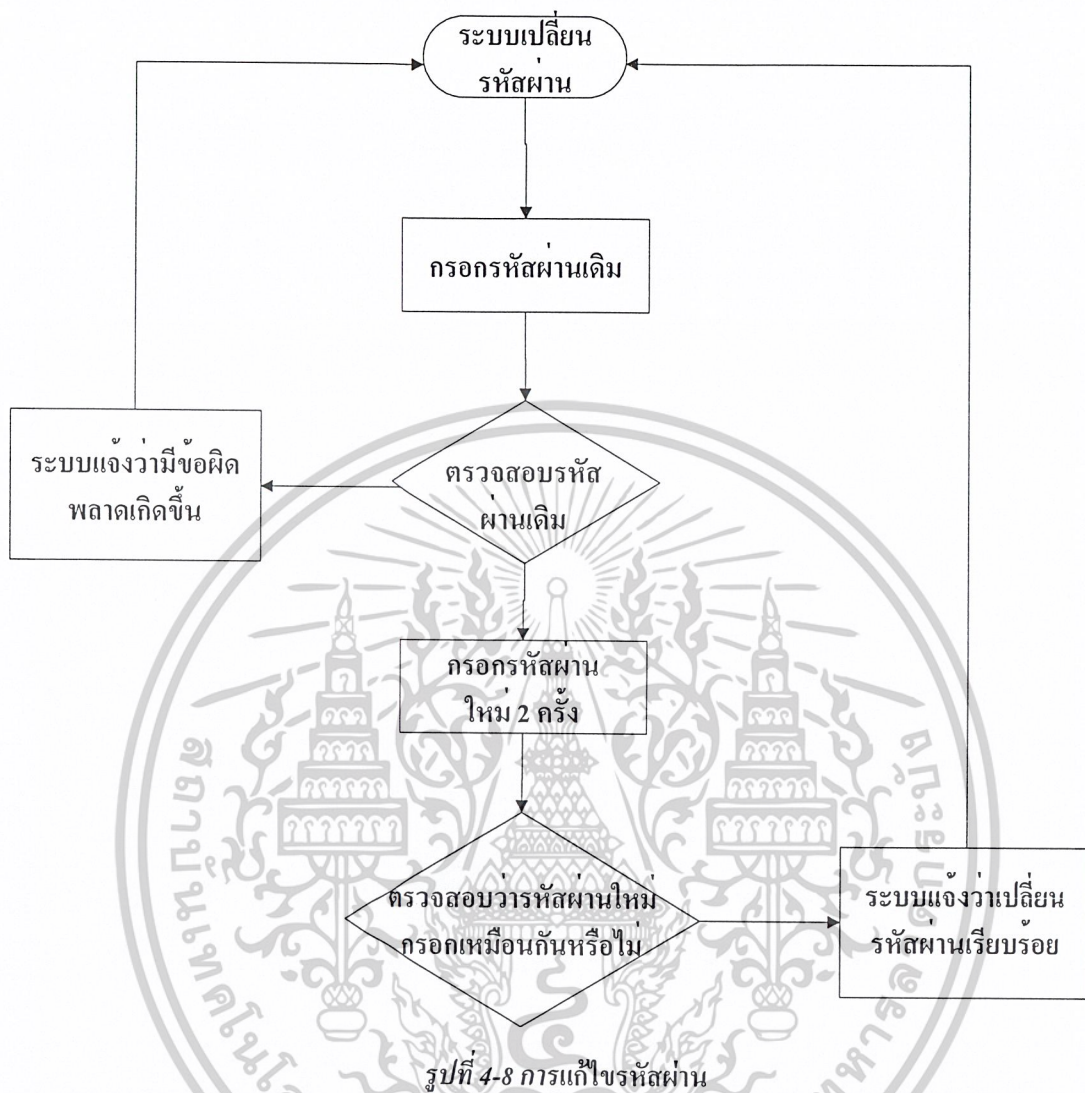 ระบบเปลี่ยน
รหัสผ่าน
กรอกรหัสผ่านเดิม
ระบบแจ้งว่ามีข้อผิด
พลาดเกิดขึ้น
ตรวจสอบรหัส
ผ่านเดิม
กรอกรหัสผ่าน
ใหม่ 2 ครั้ง
ตรวจสอบว่ารหัสผ่านใหม่
กรอกเหมือนกันหรือไม่
ระบบแจ้งว่าเปลี่ยน
รหัสผ่านเรียบร้อย
รูปที่ 4-8 การแก้ไขรหัสผ่าน